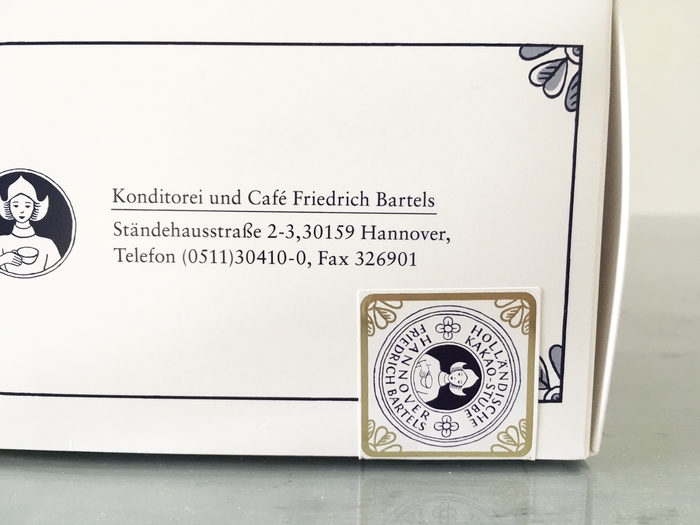 Konditorei und Café Friedrich Bartels
Ständehausstraße 2-3,30159 Hannover,
Telefon (0511)30410-0, Fax 326901
HOLLÄNDISCHE
KAKAO-STUBE
HANNOVER
FRIEDRICH BARTELS